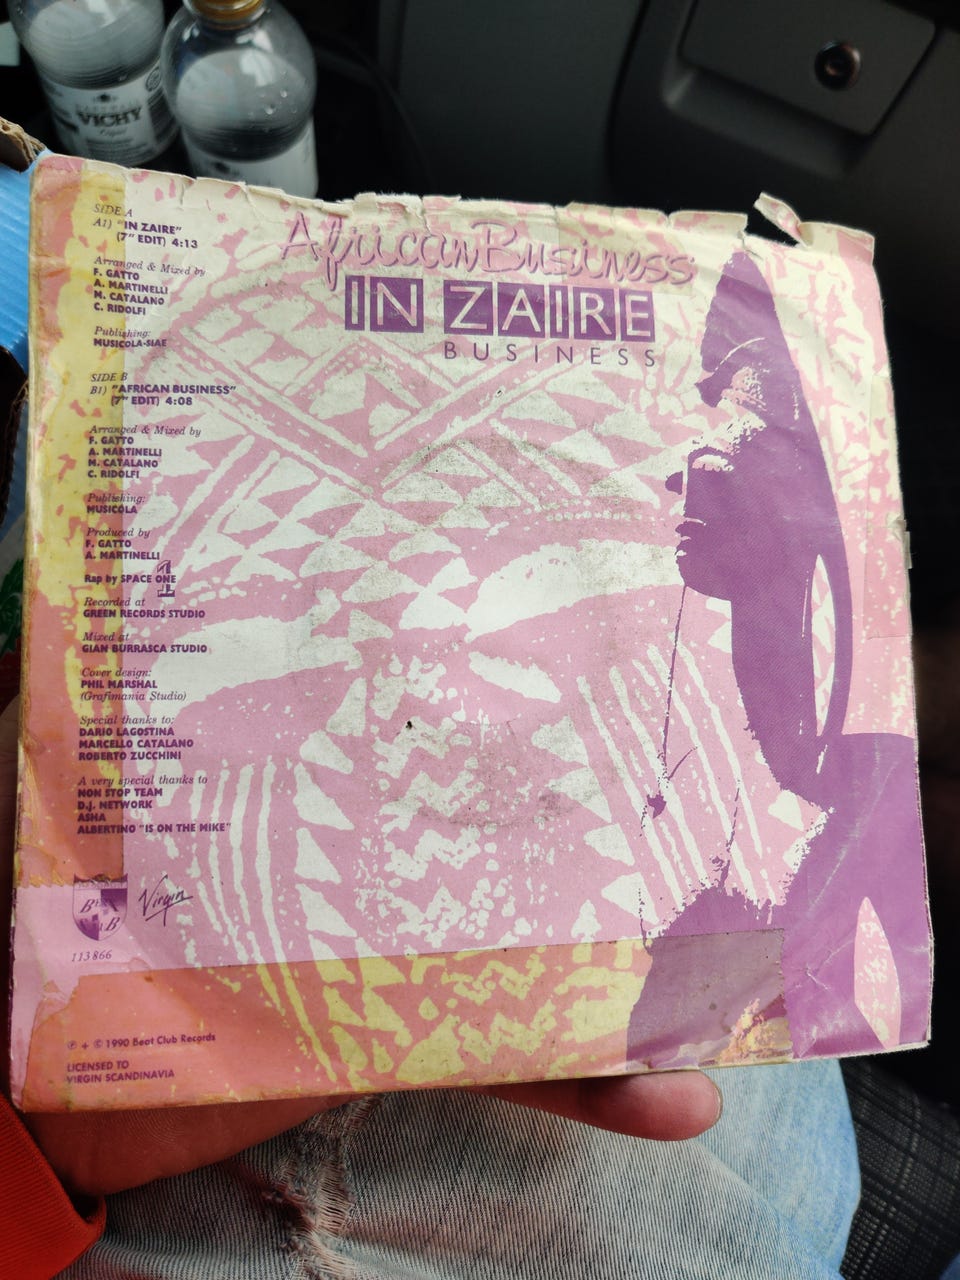 VICHY
African Business
IN ZAIRE
BUSINESS
SIDE A
A1) "IN ZAIRE"
(7" EDIT) 4:13
Arranged & Mixed by
F. GATTO
A. MARTINELLI
M. CATALANO
C. RIDOLFI
Publishing:
MUSICOLA-SIAE
SIDE B
B1) "AFRICAN BUSINESS"
(7" EDIT) 4:08
Arranged & Mixed by
F. GATTO
A. MARTINELLI
M. CATALANO
C. RIDOLFI
Publishing:
MUSICOLA
Produced by
F. GATTO
A. MARTINELLI
Rap by SPACE ONE
1
Recorded at
GREEN RECORDS STUDIO
Mixed at
GIAN BURRASCA STUDIO
Cover design:
PHIL MARSHAL
(Grafimania Studio)
Special thanks to:
DARIO LAGOSTINA
MARCELLO CATALANO
ROBERTO ZUCCHINI
A very special thanks to
NON STOP TEAM
D.J. NETWORK
ASHA
ALBERTINO "IS ON THE MIKE"
Virgin
113 866
℗ + © 1990 Beat Club Records
LICENSED TO
VIRGIN SCANDINAVIA